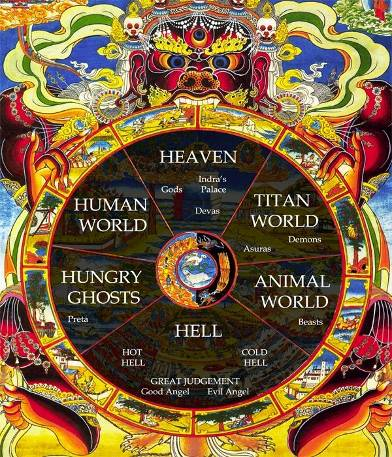 HEAVEN
Indra's
Gods Palace
Devas
HUMAN
WORLD
TITAN
WORLD
Demons
Asuras
HUNGRY
GHOSTS
Preta
ANIMAL
WORLD
Beasts
HELL
HOT
HELL
COLD
HELL
GREAT JUDGEMENT
Good Angel Evil Angel